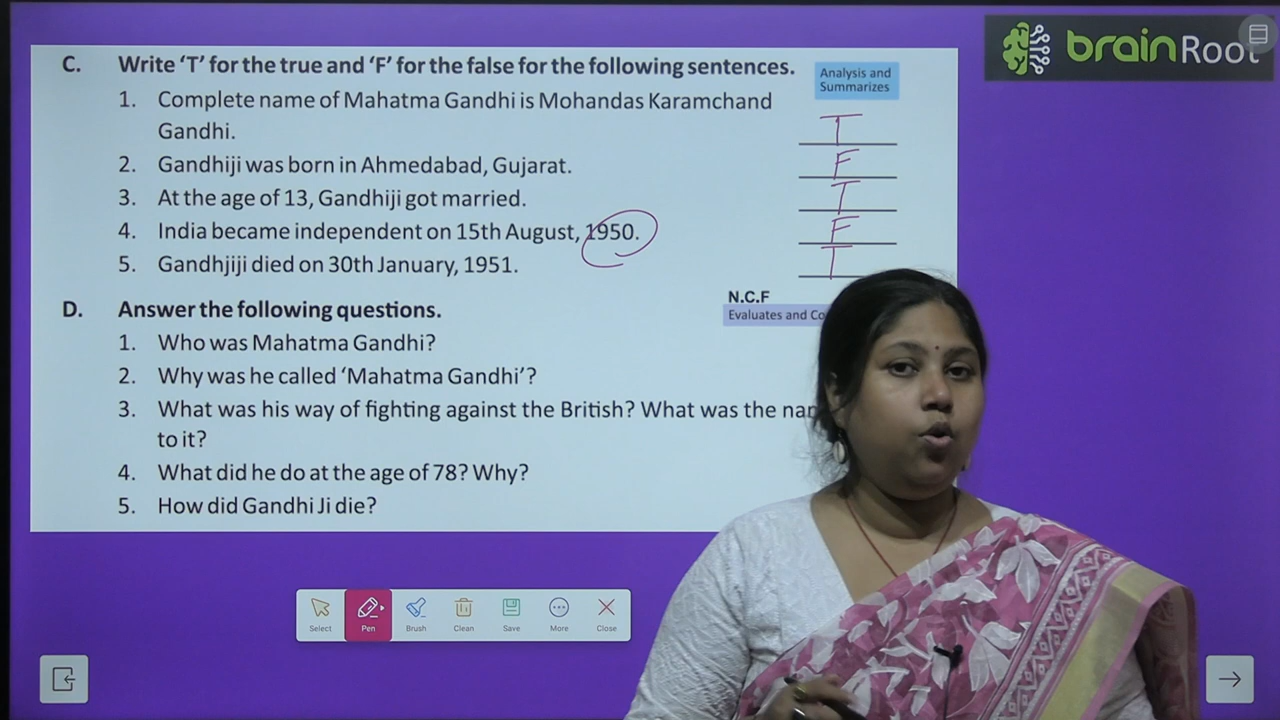 brainRoot
C. Write ‘T’ for the true and ‘F’ for the false for the following sentences.
Analysis and
Summarizes
1. Complete name of Mahatma Gandhi is Mohandas Karamchand
Gandhi. T
2. Gandhiji was born in Ahmedabad, Gujarat. F
3. At the age of 13, Gandhiji got married. T
4. India became independent on 15th August, 1950. F
5. Gandhjiji died on 30th January, 1951. T
N.C.F
D. Answer the following questions. Evaluates and Co
1. Who was Mahatma Gandhi?
2. Why was he called ‘Mahatma Gandhi’?
3. What was his way of fighting against the British? What was the nar
to it?
4. What did he do at the age of 78? Why?
5. How did Gandhi Ji die?
Select Pen Brush Clean Save More Close